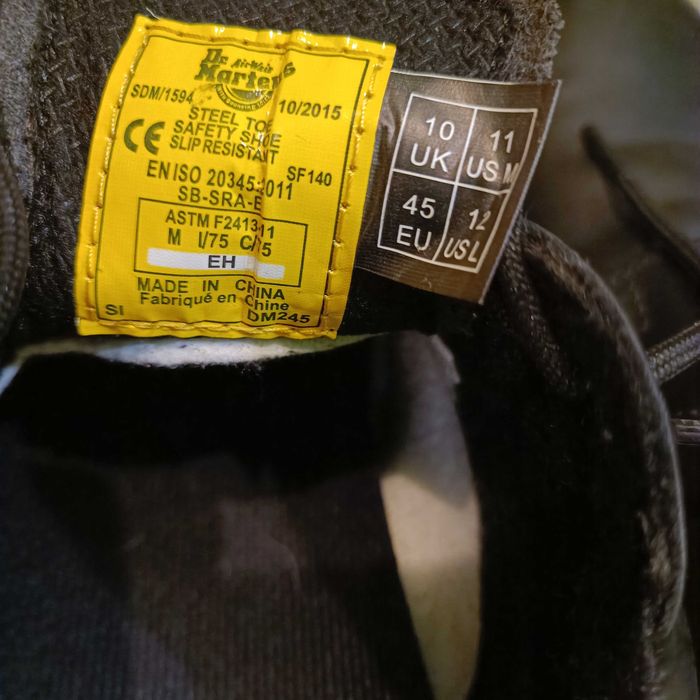 Dr. Martens
AirWair
SDM/1594
10/2015
STEEL TOE
SAFETY SHOE
SLIP RESISTANT
CE
EN ISO 20345:2011
SF140
SB-SRA-E
ASTM F2413-11
M I/75 C/75
EH
MADE IN CHINA
Fabriqué en Chine
SI
DM245
10 UK
11 US M
45 EU
12 US L